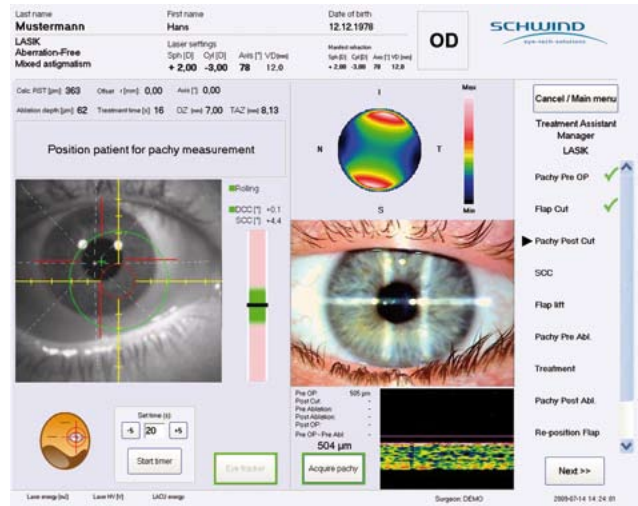 Last name
First name
Date of birth
Mustermann
Hans
12.12.1978
LASIK
Aberration-Free
Mixed astigmatism
Laser settings
Sph [D] Cyl [D] Axis [°] VD [mm]
+ 2,00 -3,00 78 12,0
Manifest refraction
Sph [D] Cyl [D] Axis [°] VD [mm]
+ 2,00 -3,00 78 12,0
OD
SCHWIND
eye-tech-solutions
Calc. RST [µm] 363 Offset r [mm] 0,00 Axis [°] 0,00
Ablation depth [µm] 62 Treatment time [s] 16 OZ [mm] 7,00 TAZ [mm] 8,13
Position patient for pachy measurement
Rolling
DCC [°] +0.1
SCC [°] +4.4
I
N
T
S
Max
Min
Cancel / Main menu
Treatment Assistant
Manager
LASIK
Pachy Pre OP
Flap Cut
Pachy Post Cut
SCC
Flap lift
Pachy Pre Abl.
Treatment
Pachy Post Abl.
Re-position Flap
Next >>
Set time (s)
-5 20 +5
Start timer
Eye tracker
Pre OP: 505 µm
Post Cut: -
Pre Ablation: -
Post Ablation: -
Post OP: -
Pre OP - Pre Abl. -
504 µm
Acquire pachy
Laser energy [mJ] Laser HV [V] LACU energy
Surgeon: DEMO
2009-07-14 14:24:01